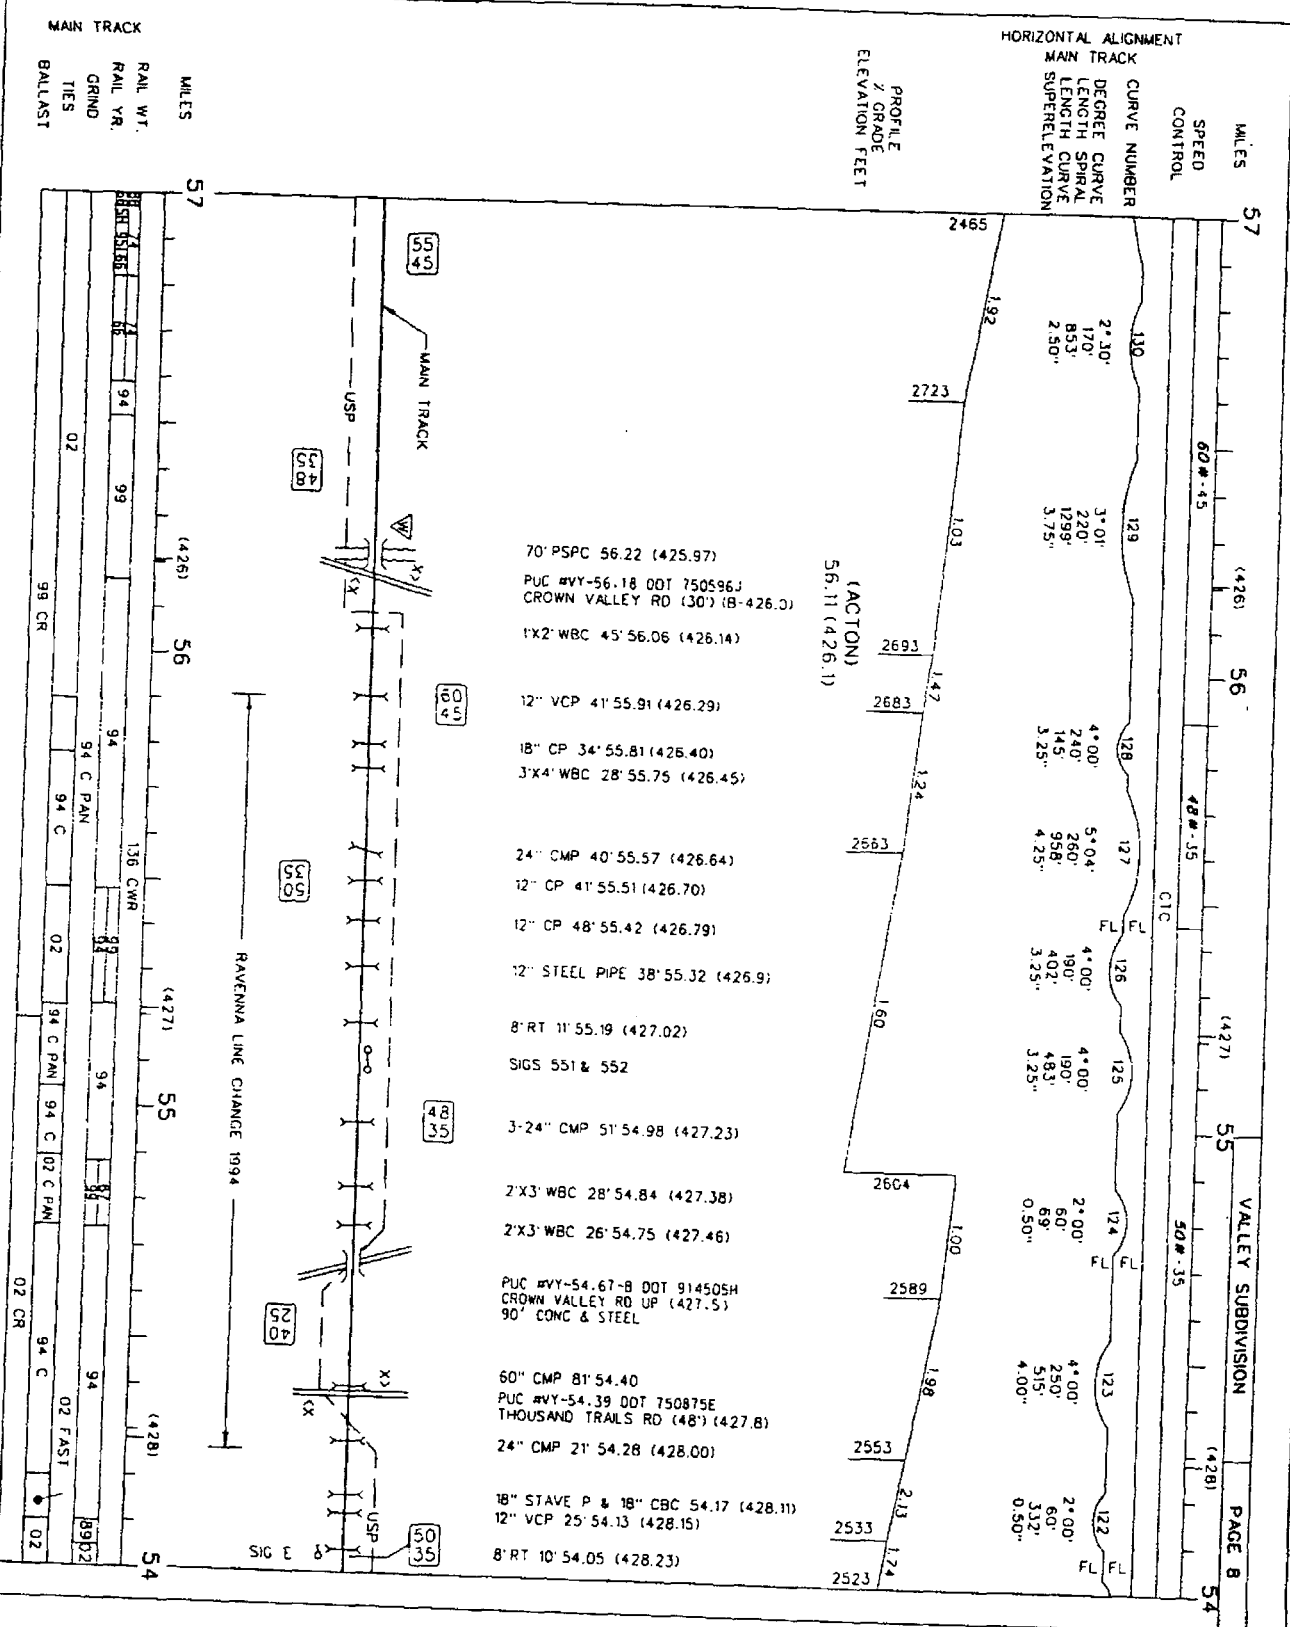 VALLEY SUBDIVISION
PAGE 8
MILES
57
(426)
56
(427)
55
(428)
54
SPEED
60#-45
48#-35
50#-35
CONTROL
CTC
HORIZONTAL ALIGNMENT
MAIN TRACK
CURVE NUMBER
130
129
128
127
FL FL
126
125
124
FL FL
123
122
FL FL
DEGREE CURVE
LENGTH SPIRAL
LENGTH CURVE
SUPERELEVATION
2° 30'
170'
853'
2.50"
3° 01'
220'
1299'
3.75"
4° 00'
240'
145'
3.25"
5° 04'
260'
958'
4.25"
4° 00'
190'
402'
3.25"
4° 00'
190'
483'
3.25"
2° 00'
60'
69'
0.50"
4° 00'
250'
515'
4.00"
2° 00'
60'
332'
0.50"
PROFILE
% GRADE
ELEVATION FEET
2465
1.92
2723
1.03
2693
1.47
2683
1.24
2663
1.60
2604
1.00
2589
1.98
2553
2.13
2533
1.74
2523
(ACTON)
56.11 (426.1)
70' PSPC 56.22 (425.97)
PUC #VY-56.18 DOT 750596J
CROWN VALLEY RD (30') (B-426.0)
1'X2' WBC 45' 56.06 (426.14)
12" VCP 41' 55.91 (426.29)
18" CP 34' 55.81 (426.40)
3'X4' WBC 28' 55.75 (426.45)
24" CMP 40' 55.57 (426.64)
12" CP 41' 55.51 (426.70)
12" CP 48' 55.42 (426.79)
12" STEEL PIPE 38' 55.32 (426.9)
8' RT 11' 55.19 (427.02)
SIGS 551 & 552
3-24" CMP 51' 54.98 (427.23)
2'X3' WBC 28' 54.84 (427.38)
2'X3' WBC 26' 54.75 (427.46)
PUC #VY-54.67-B DOT 914505H
CROWN VALLEY RD UP (427.5)
90' CONC & STEEL
60" CMP 81' 54.40
PUC #VY-54.39 DOT 750875E
THOUSAND TRAILS RD (48') (427.8)
24" CMP 21' 54.28 (428.00)
18" STAVE P & 18" CBC 54.17 (428.11)
12" VCP 25' 54.13 (428.15)
8' RT 10' 54.05 (428.23)
55
45
MAIN TRACK
USP
48
35
W
X
X
60
45
50
35
48
35
40
25
X
X
USP
50
35
SIG E
RAVENNA LINE CHANGE 1994
MAIN TRACK
MILES
57
(426)
56
(427)
55
(428)
54
RAIL WT.
136 CWR
RAIL YR.
94
99
94
94
94
GRIND
94 C PAN
TIES
02
94 C
02
94 C PAN
94 C
02 C PAN
94 C
02 FAST
89 02
02
BALLAST
99 CR
02 CR